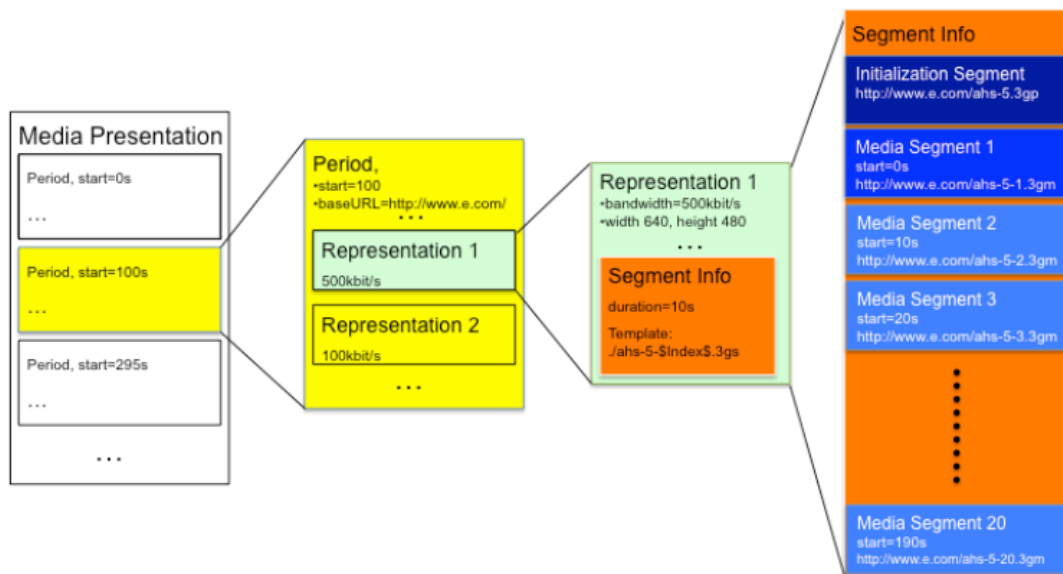 Media Presentation
Period, start=0s
...
Period, start=100s
...
Period, start=295s
...
...
Period,
•start=100
•baseURL=http://www.e.com/
...
Representation 1
500kbit/s
Representation 2
100kbit/s
...
Representation 1
•bandwidth=500kbit/s
•width 640, height 480
...
Segment Info
duration=10s
Template:
./ahs-5-$Index$.3gs
Segment Info
Initialization Segment
http://www.e.com/ahs-5.3gp
Media Segment 1
start=0s
http://www.e.com/ahs-5-1.3gm
Media Segment 2
start=10s
http://www.e.com/ahs-5-2.3gm
Media Segment 3
start=20s
http://www.e.com/ahs-5-3.3gm
Media Segment 20
start=190s
http://www.e.com/ahs-5-20.3gm